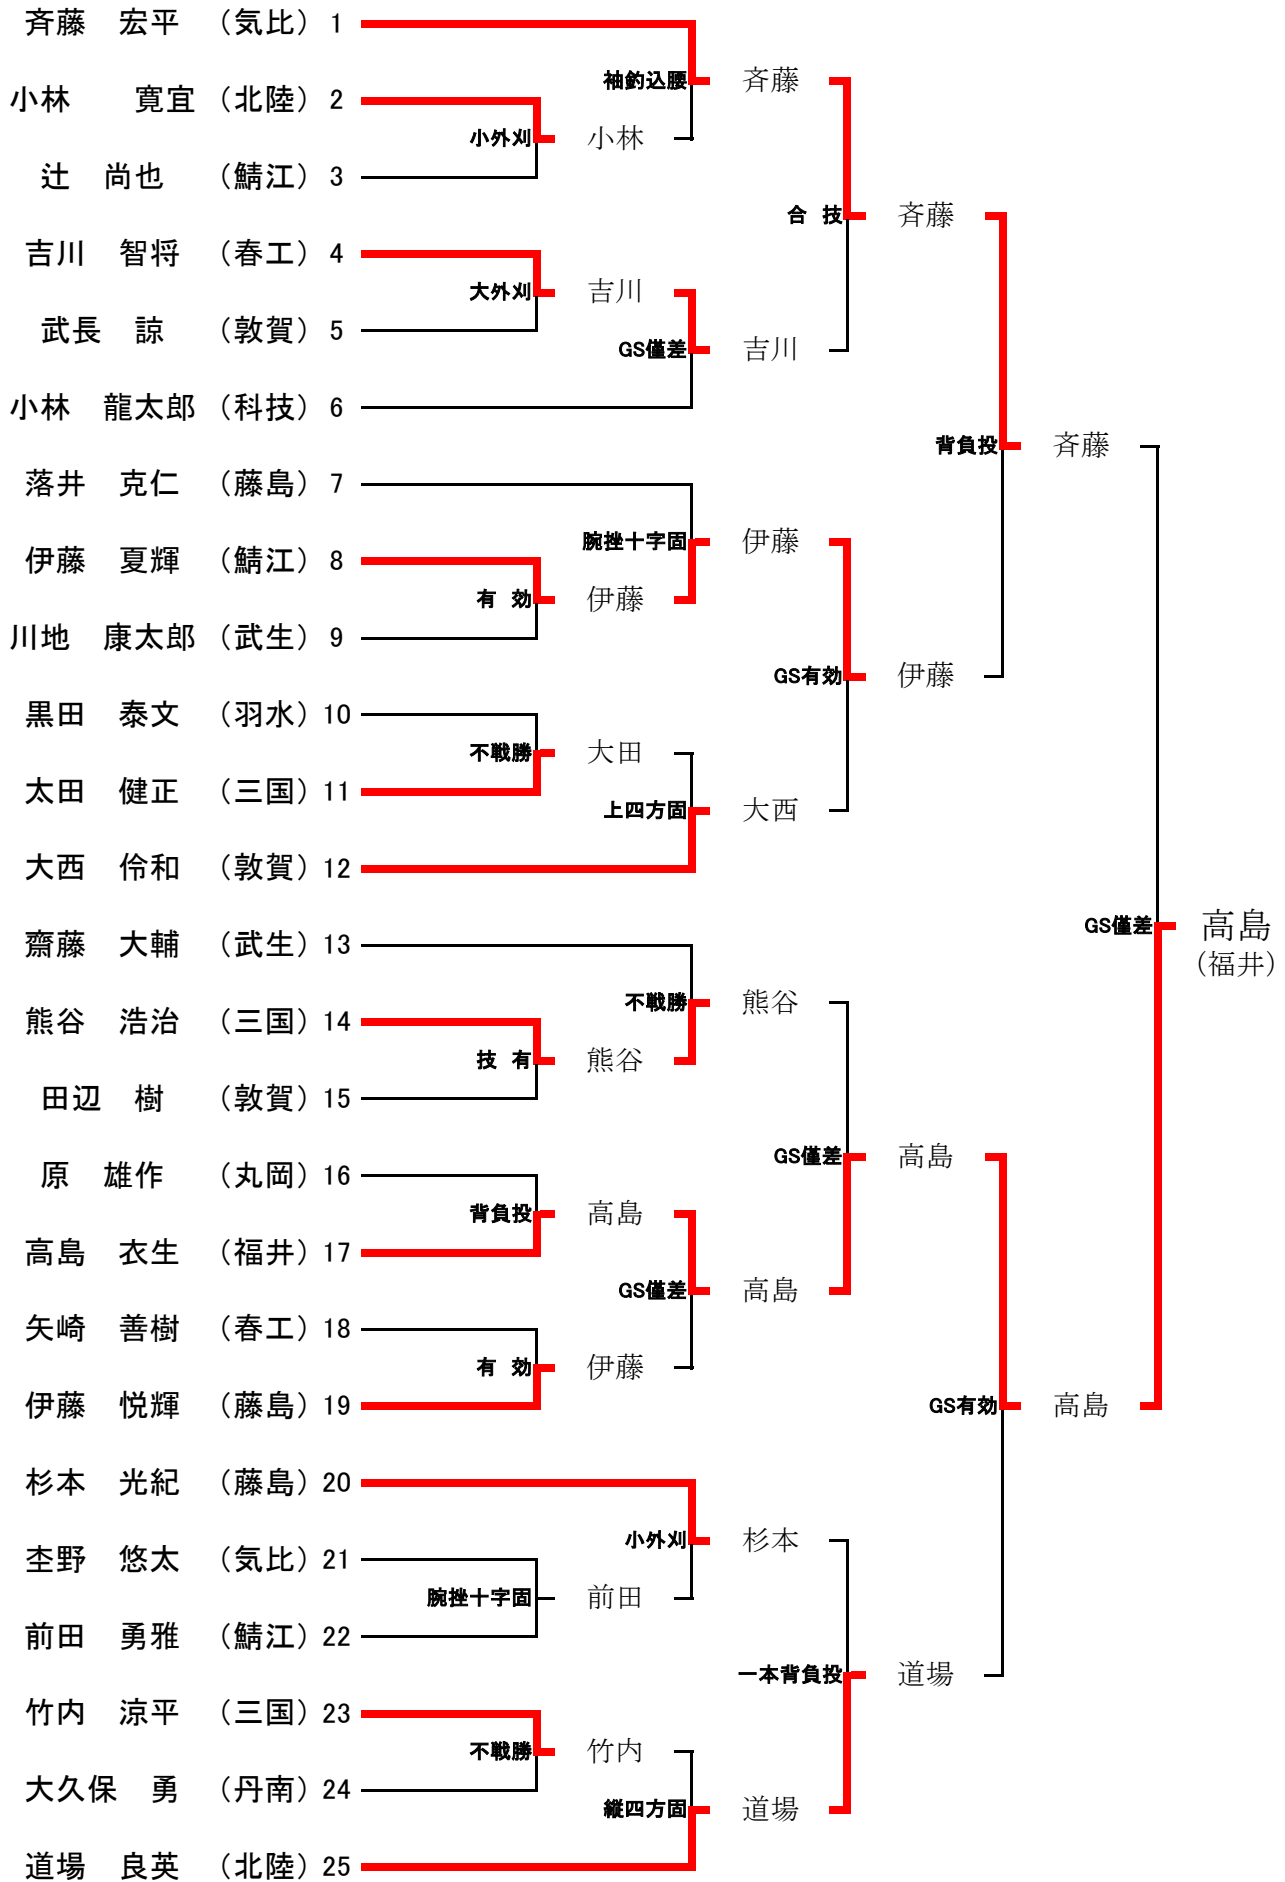 斉藤　宏平　（気比） 1
小林　　寛宜 （北陸） 2
辻　尚也　（鯖江） 3
吉川　智将　（春工） 4
武長　諒　（敦賀） 5
小林　龍太郎 （科技） 6
落井　克仁　（藤島） 7
伊藤　夏輝　（鯖江） 8
川地　康太郎 （武生） 9
黒田　泰文　（羽水） 10
太田　健正　（三国） 11
大西　伶和　（敦賀） 12
齋藤　大輔　（武生） 13
熊谷　浩治　（三国） 14
田辺　樹　（敦賀） 15
原　雄作　（丸岡） 16
高島　衣生　（福井） 17
矢崎　善樹　（春工） 18
伊藤　悦輝　（藤島） 19
杉本　光紀　（藤島） 20
杢野　悠太　（気比） 21
前田　勇雅　（鯖江） 22
竹内　涼平　（三国） 23
大久保　勇　（丹南） 24
道場　良英　（北陸） 25
小外刈 小林
大外刈 吉川
有 効 伊藤
不戦勝 大田
技 有 熊谷
背負投 高島
有 効 伊藤
腕挫十字固 前田
不戦勝 竹内
袖釣込腰 斉藤
GS僅差 吉川
腕挫十字固 伊藤
上四方固 大西
不戦勝 熊谷
GS僅差 高島
小外刈 杉本
縦四方固 道場
合 技 斉藤
GS有効 伊藤
GS僅差 高島
一本背負投 道場
背負投 斉藤
GS有効 高島
GS僅差 高島
（福井）